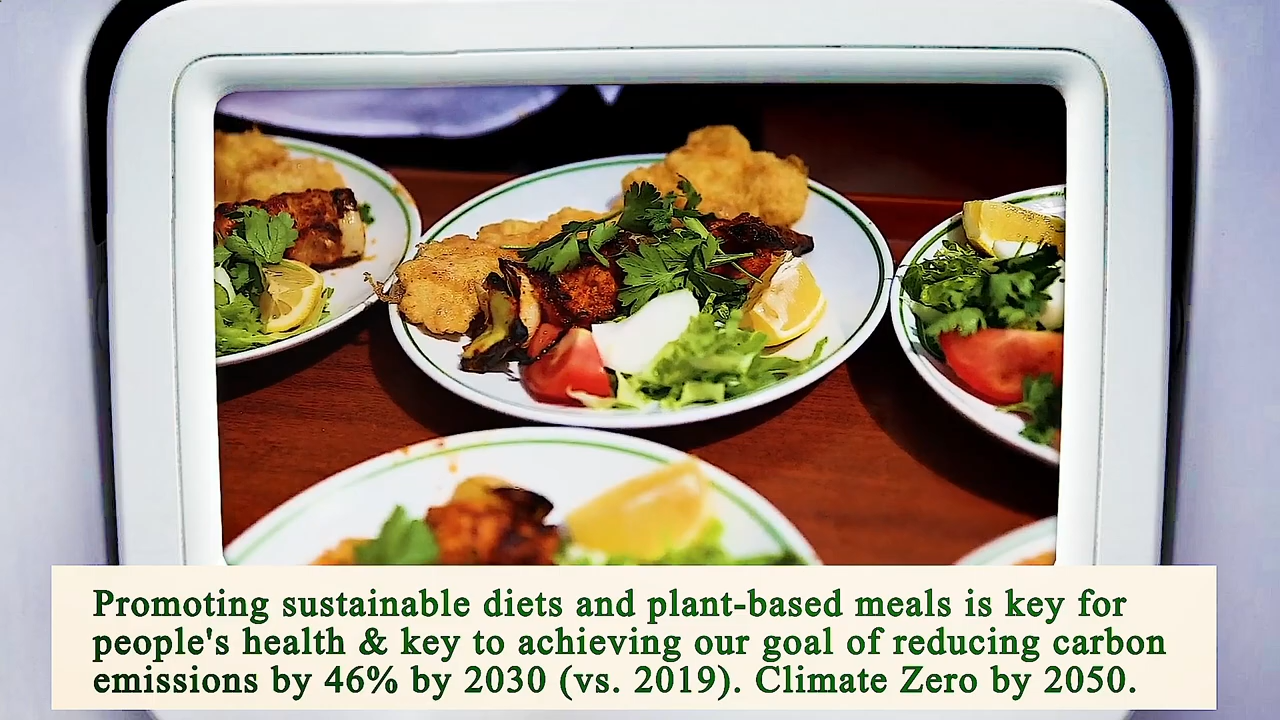 Promoting sustainable diets and plant-based meals is key for
people's health & key to achieving our goal of reducing carbon
emissions by 46% by 2030 (vs. 2019). Climate Zero by 2050.